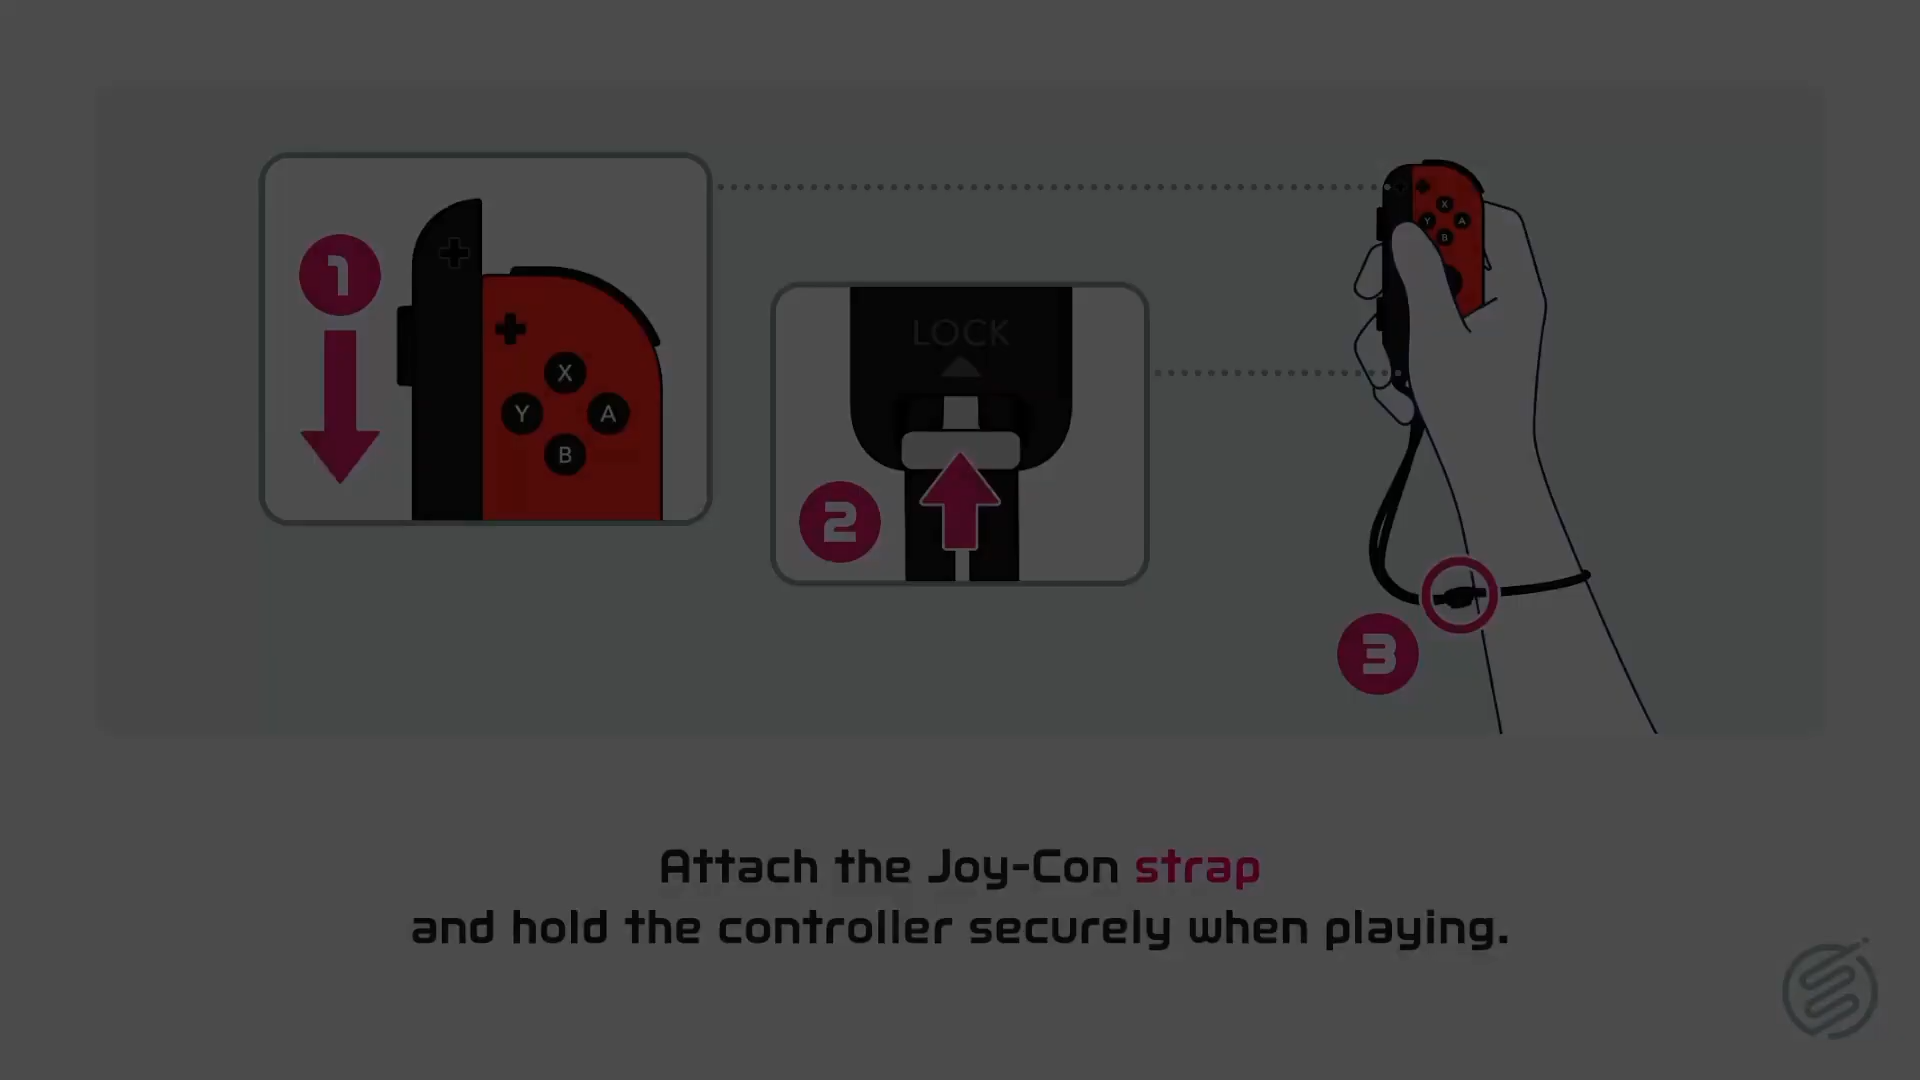 1
X
Y A
B
LOCK
2
X
Y A
B
3
Attach the Joy-Con strap
and hold the controller securely when playing.